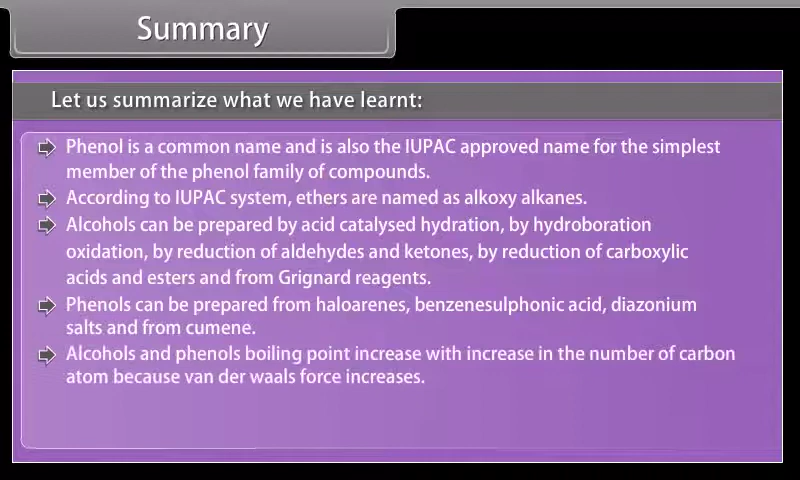 Summary
Let us summarize what we have learnt:
Phenol is a common name and is also the IUPAC approved name for the simplest
member of the phenol family of compounds.
According to IUPAC system, ethers are named as alkoxy alkanes.
Alcohols can be prepared by acid catalysed hydration, by hydroboration
oxidation, by reduction of aldehydes and ketones, by reduction of carboxylic
acids and esters and from Grignard reagents.
Phenols can be prepared from haloarenes, benzenesulphonic acid, diazonium
salts and from cumene.
Alcohols and phenols boiling point increase with increase in the number of carbon
atom because van der waals force increases.